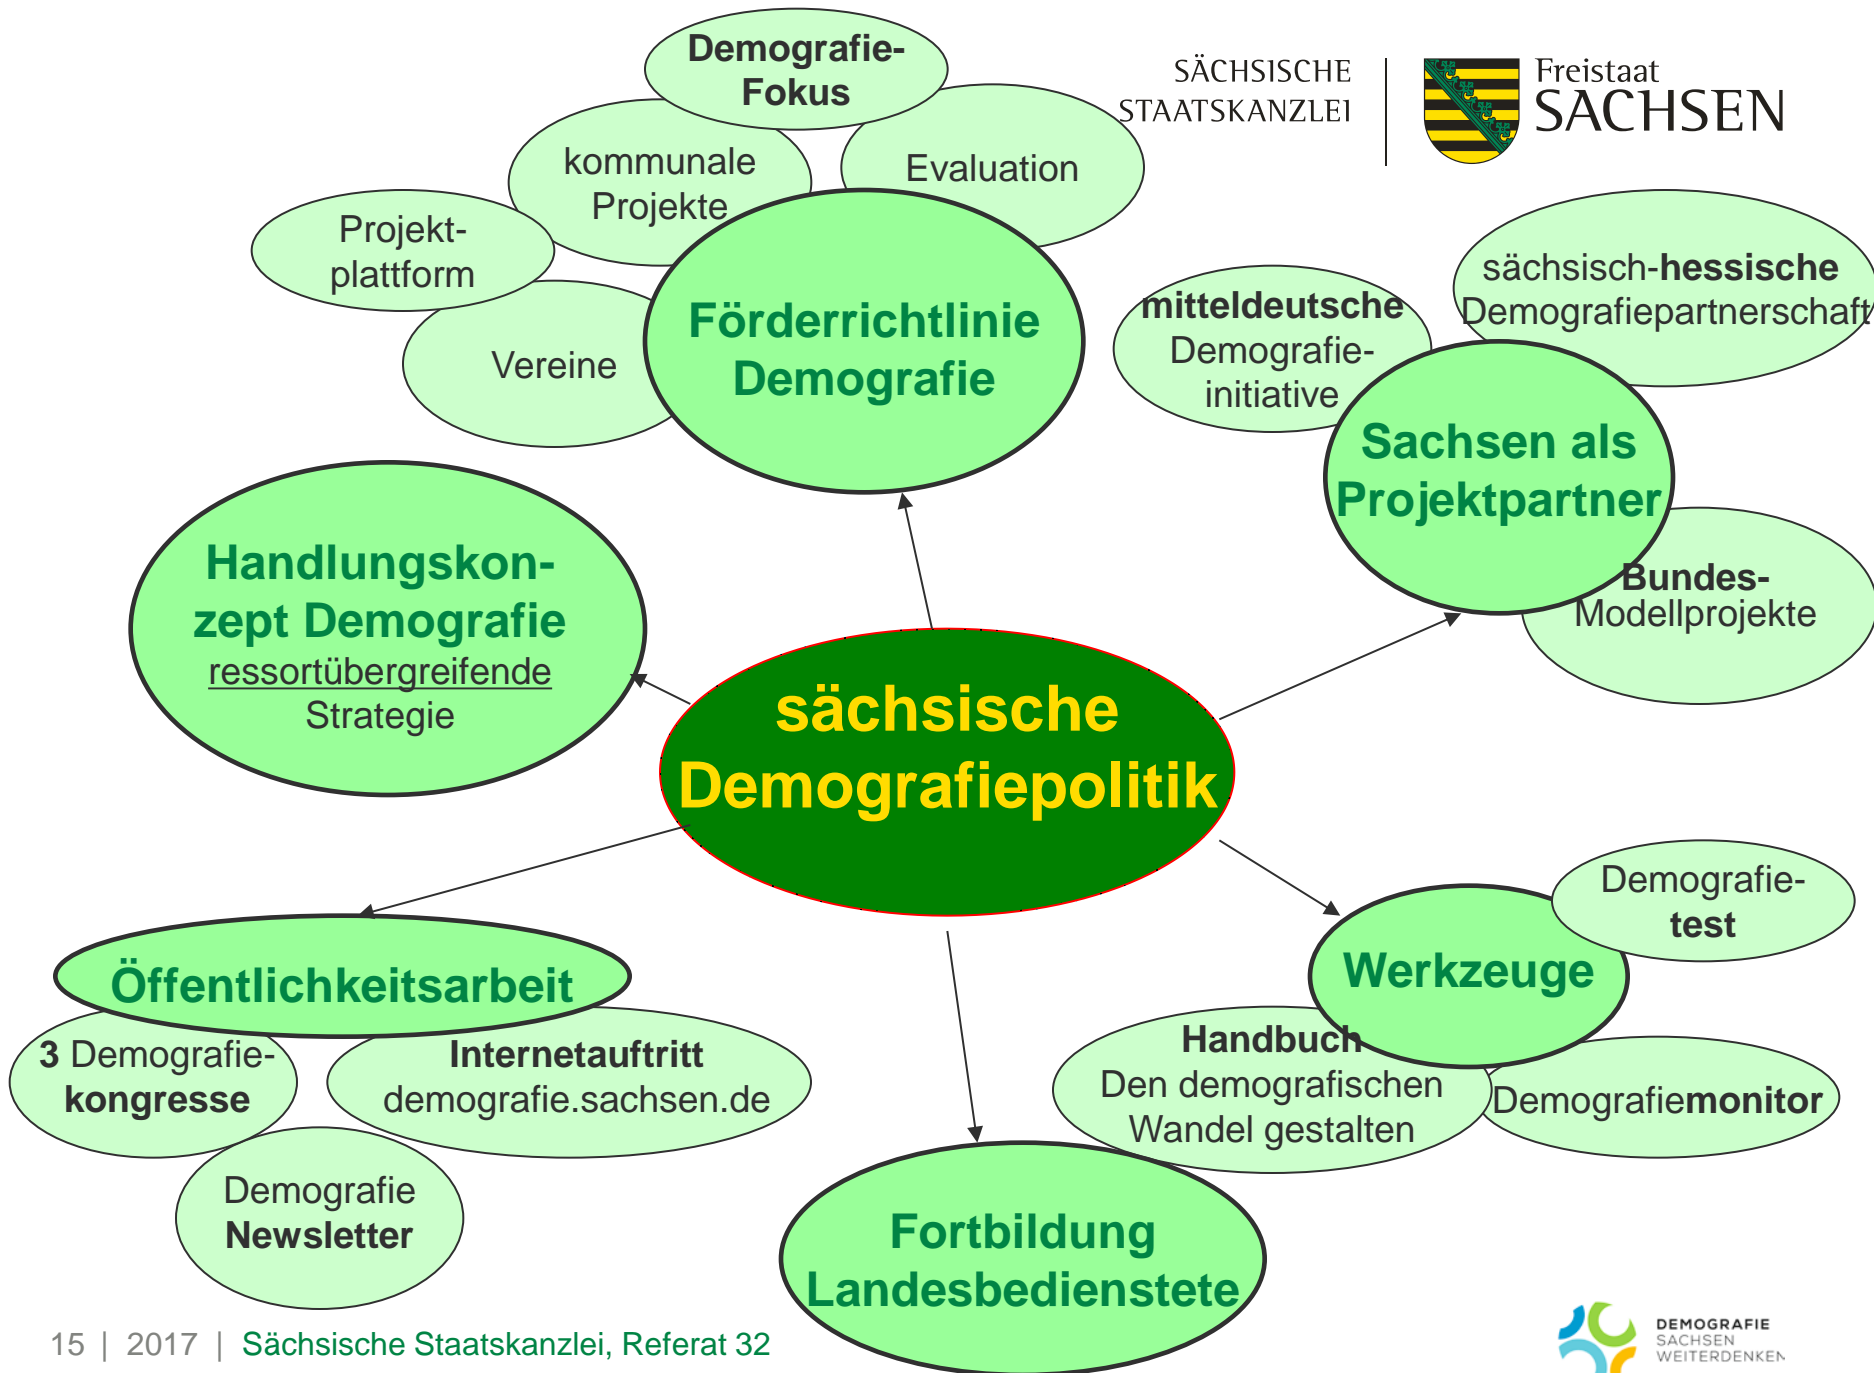 Demografie-
Fokus
SÄCHSISCHE
STAATSKANZLEI
Freistaat
SACHSEN
kommunale
Projekte
Evaluation
Projekt-
plattform
Vereine
Förderrichtlinie
Demografie
mitteldeutsche
Demografie-
initiative
sächsisch-hessische
Demografiepartnerschaft
Sachsen als
Projektpartner
Bundes-
Modellprojekte
Handlungskon-
zept Demografie
ressortübergreifende
Strategie
sächsische
Demografiepolitik
Öffentlichkeitsarbeit
3 Demografie-
kongresse
Internetauftritt
demografie.sachsen.de
Demografie
Newsletter
Werkzeuge
Demografie-
test
Handbuch
Den demografischen
Wandel gestalten
Demografiemonitor
Fortbildung
Landesbedienstete
15 | 2017 | Sächsische Staatskanzlei, Referat 32
DEMOGRAFIE
SACHSEN
WEITERDENKEN